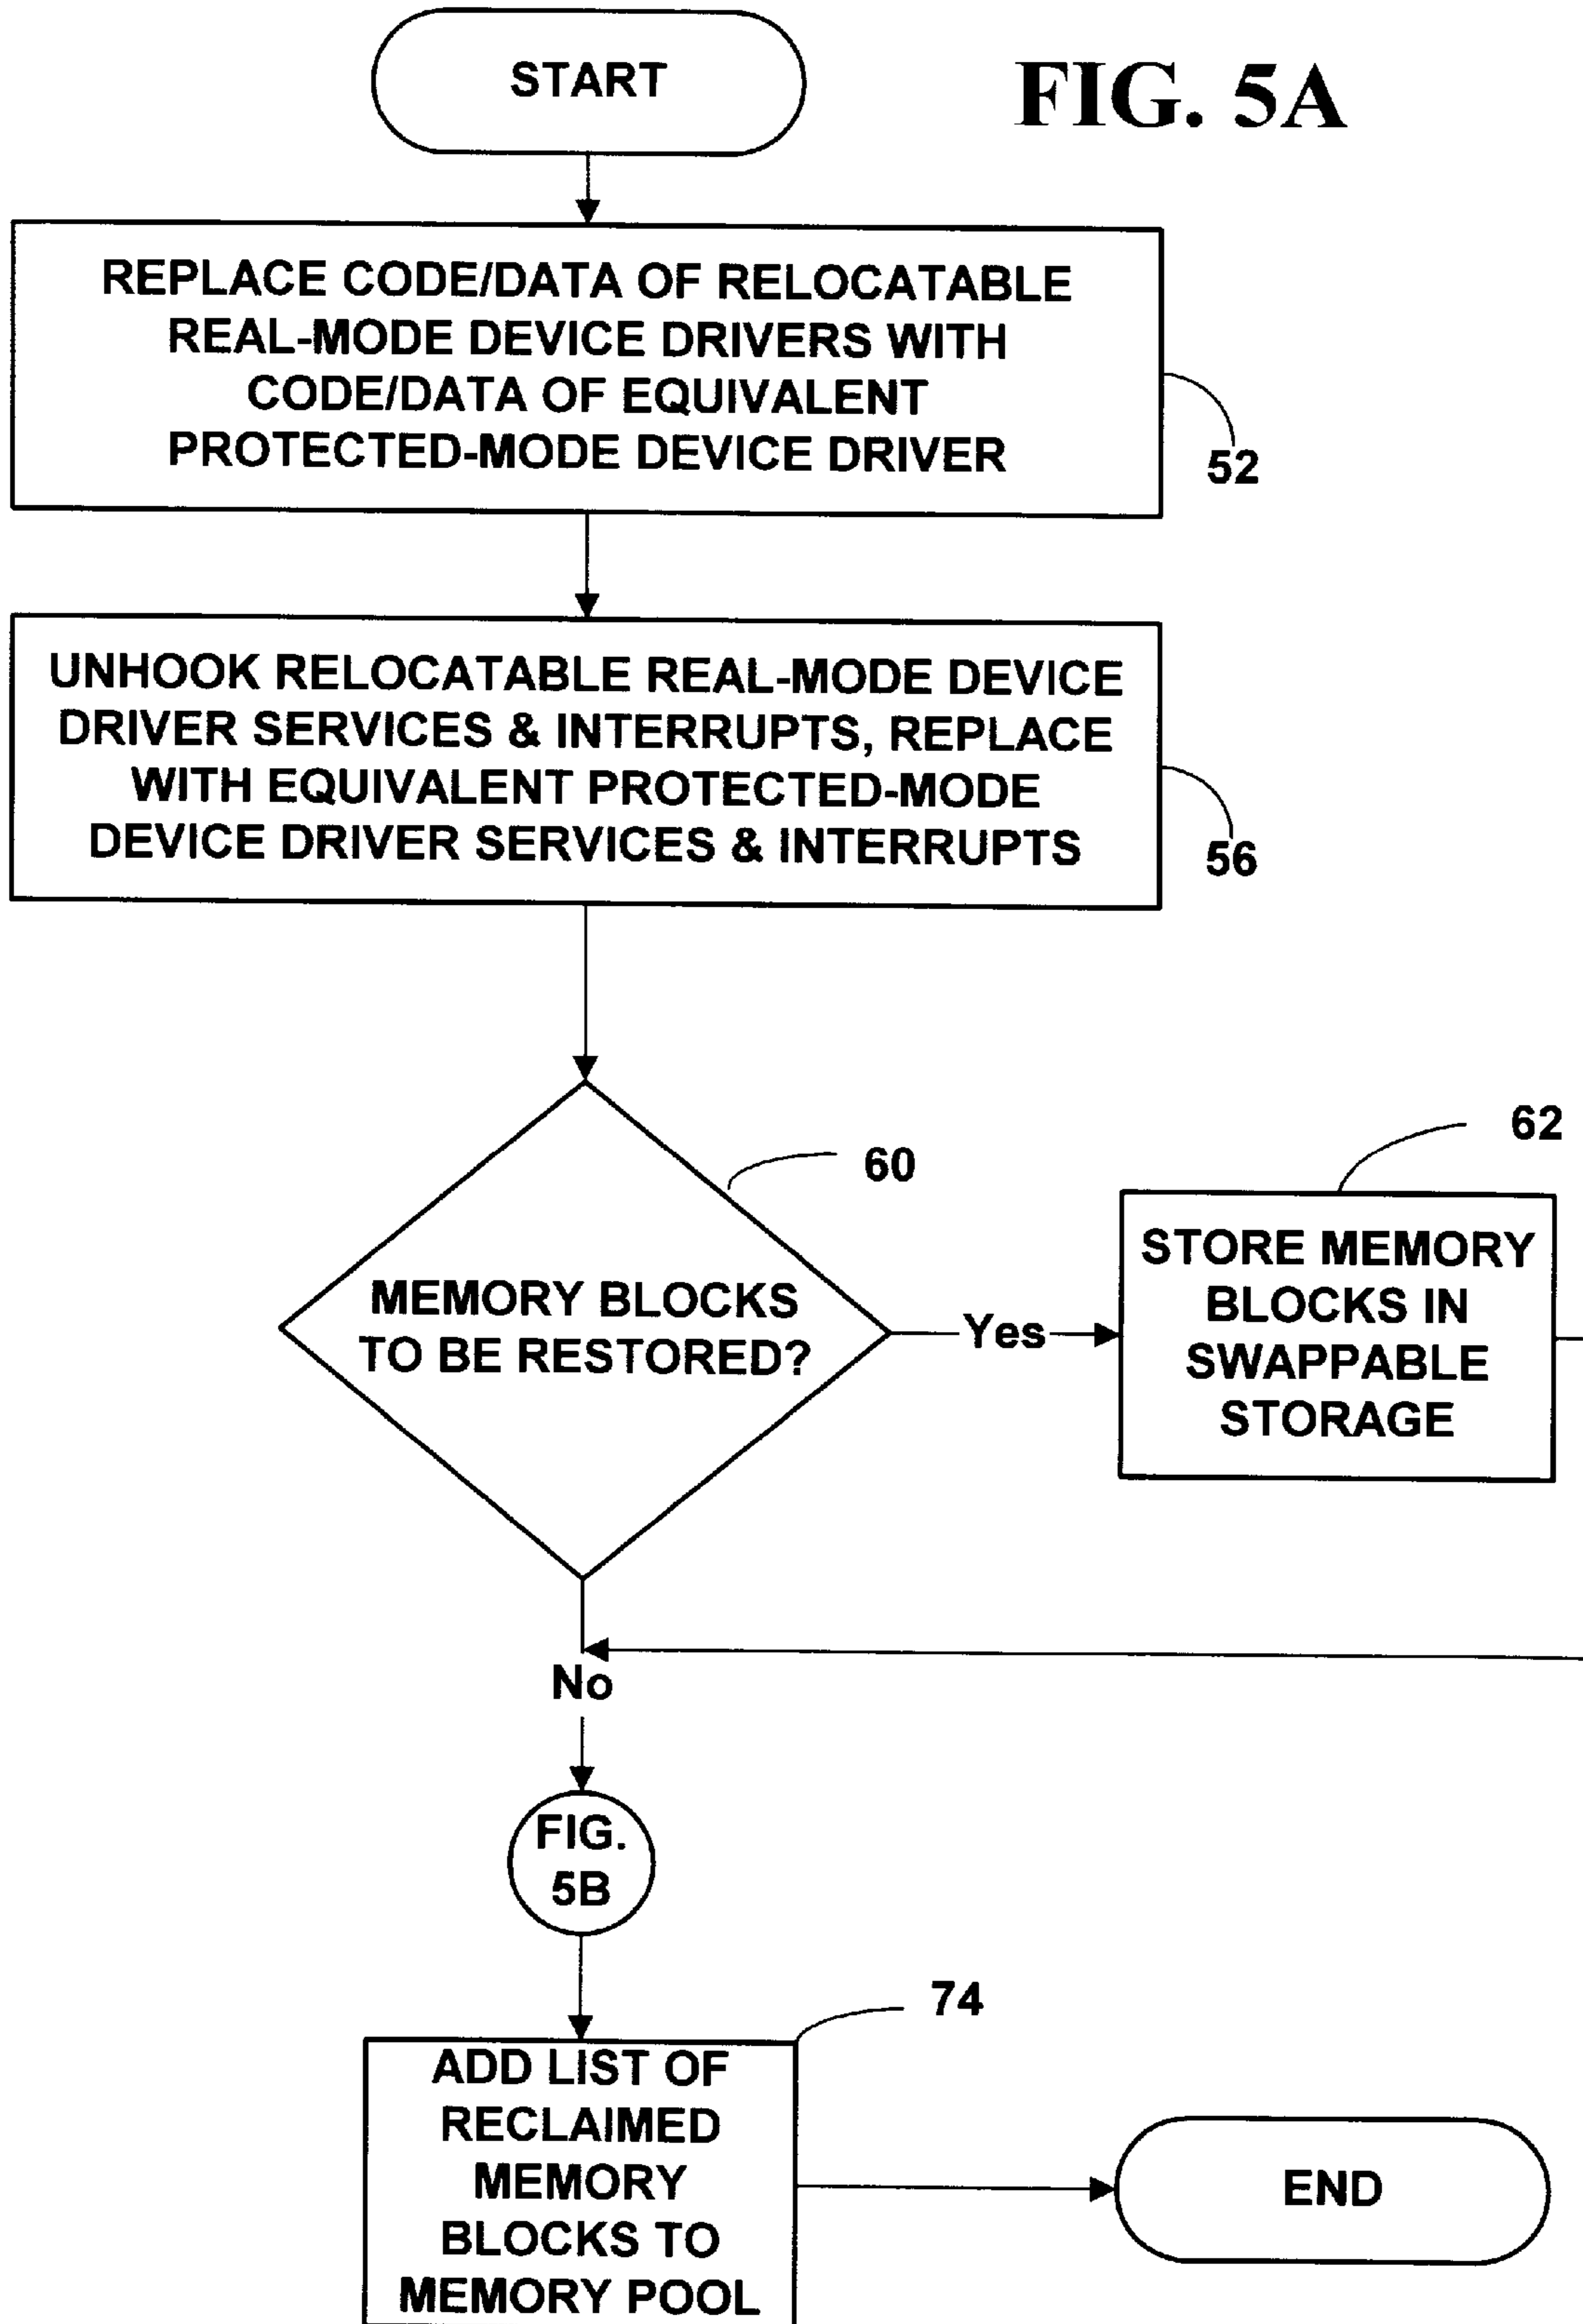 START
FIG. 5A
REPLACE CODE/DATA OF RELOCATABLE
REAL-MODE DEVICE DRIVERS WITH
CODE/DATA OF EQUIVALENT
PROTECTED-MODE DEVICE DRIVER
52
UNHOOK RELOCATABLE REAL-MODE DEVICE
DRIVER SERVICES & INTERRUPTS, REPLACE
WITH EQUIVALENT PROTECTED-MODE
DEVICE DRIVER SERVICES & INTERRUPTS
56
60
MEMORY BLOCKS
TO BE RESTORED?
Yes
62
STORE MEMORY
BLOCKS IN
SWAPPABLE
STORAGE
No
FIG.
5B
74
ADD LIST OF
RECLAIMED
MEMORY
BLOCKS TO
MEMORY POOL
END